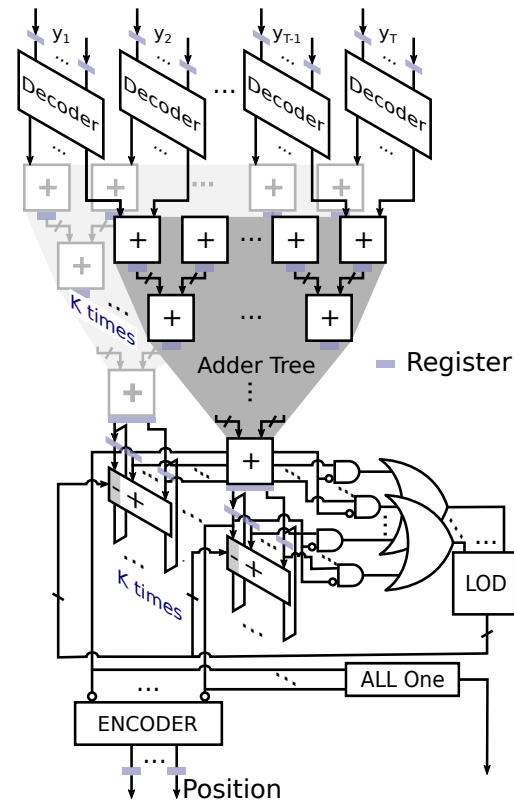 y1 y2 yT-1 yT
... ... ... ...
Decoder Decoder ... Decoder Decoder
... ... ... ...
+ + ... + +
+ + ... + +
+
+ ... +
... K times
Adder Tree
Register
+
+
- +
- +
K times
LOD
ALL One
ENCODER
Position